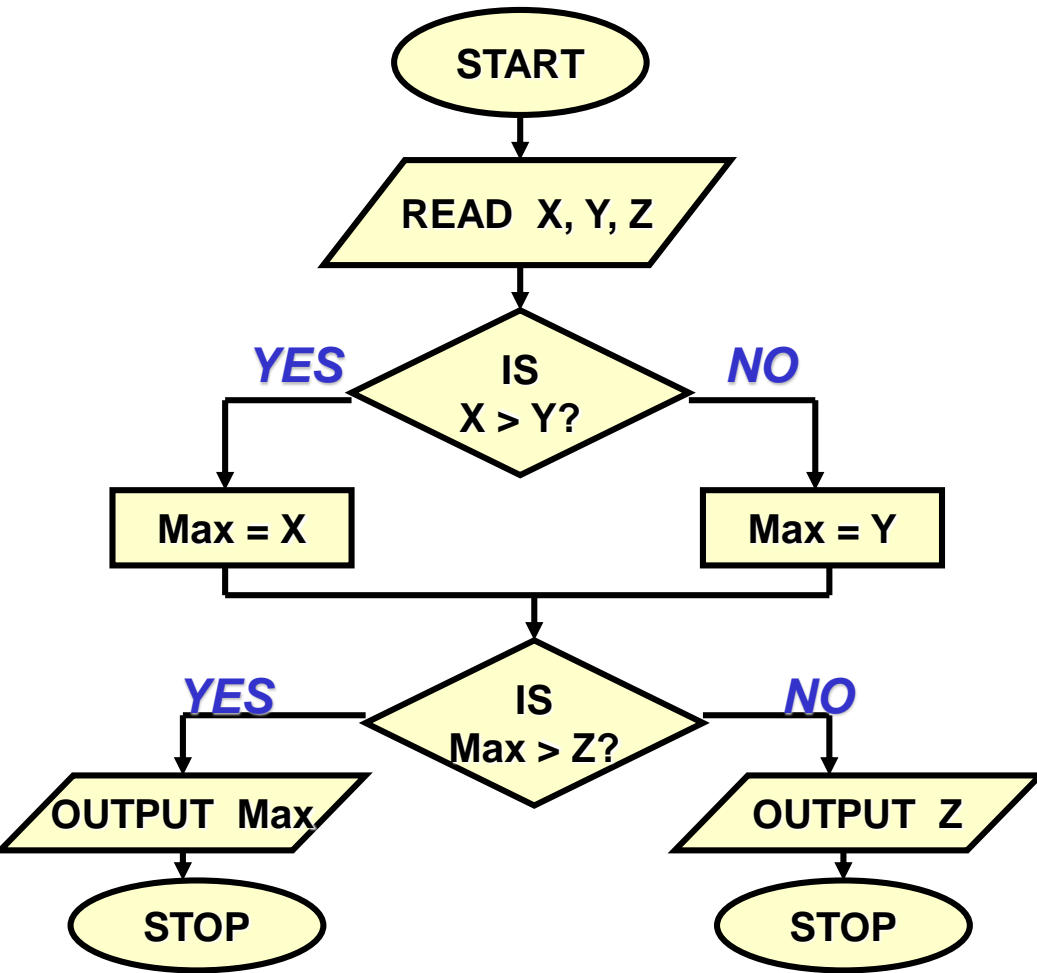 START
READ X, Y, Z
YES
IS
X > Y?
NO
Max = X
Max = Y
YES
IS
Max > Z?
NO
OUTPUT Max
OUTPUT Z
STOP
STOP